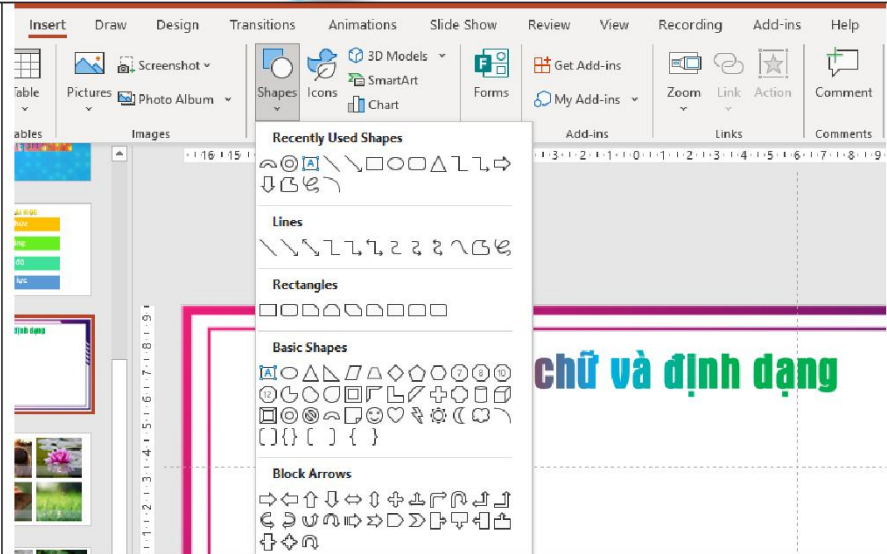 Insert Draw Design Transitions Animations Slide Show Review View Recording Add-ins Help
Table Pictures Screenshot Photo Album Shapes Icons 3D Models SmartArt Chart Forms Get Add-ins My Add-ins Zoom Link Action Comment
Images Add-ins Links Comments
Recently Used Shapes
Lines
Rectangles
Basic Shapes
Block Arrows
chữ và định dạng